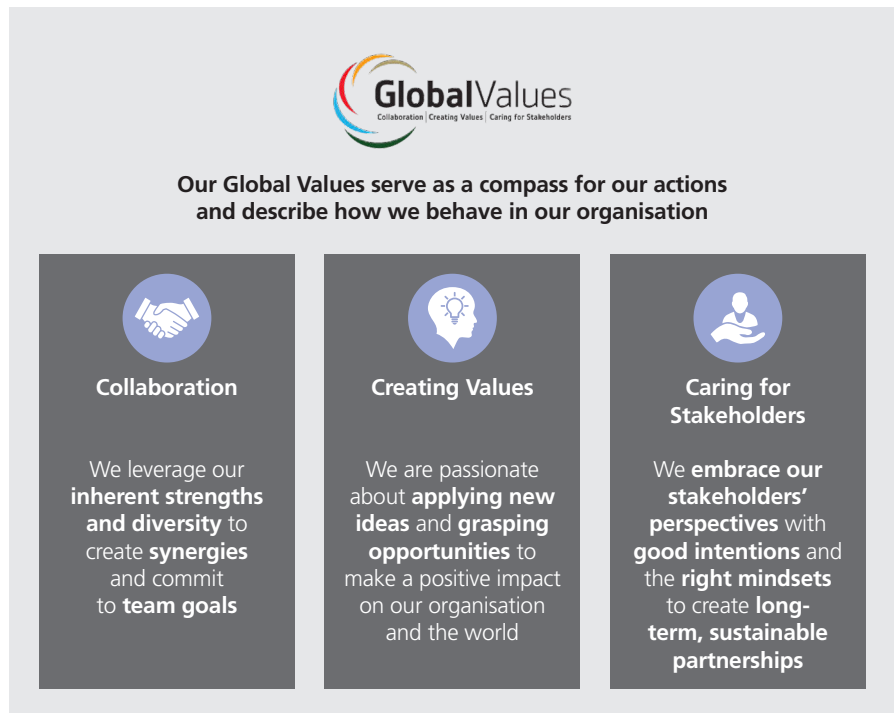 GlobalValues
Collaboration | Creating Values | Caring for Stakeholders
Our Global Values serve as a compass for our actions
and describe how we behave in our organisation
Collaboration
We leverage our
inherent strengths
and diversity to
create synergies
and commit
to team goals
Creating Values
We are passionate
about applying new
ideas and grasping
opportunities to
make a positive impact
on our organisation
and the world
Caring for
Stakeholders
We embrace our
stakeholders’
perspectives with
good intentions and
the right mindsets
to create long-
term, sustainable
partnerships